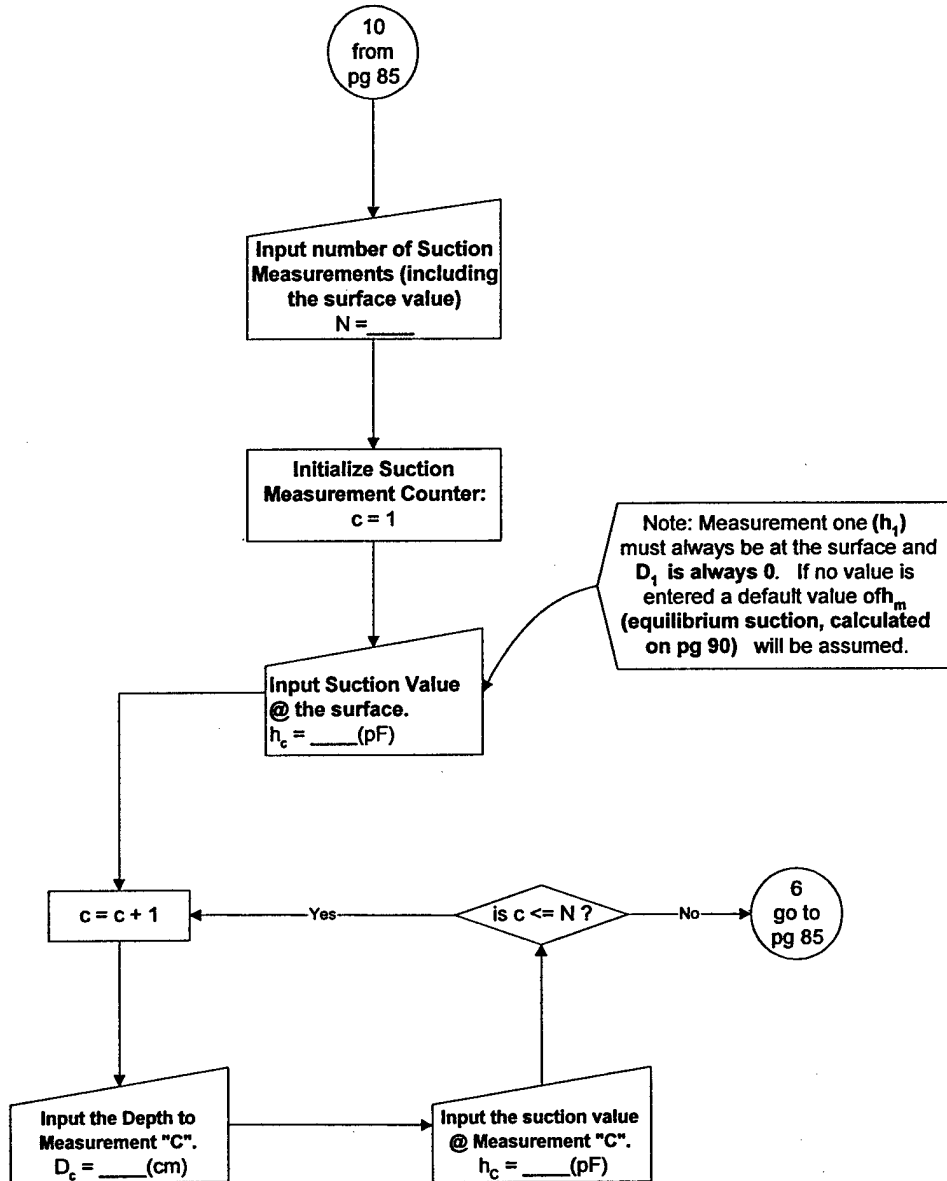 10
from
pg 85
Input number of Suction
Measurements (including
the surface value)
N =____
Initialize Suction
Measurement Counter:
c = 1
Note: Measurement one (h₁)
must always be at the surface and
D₁ is always 0. If no value is
entered a default value ofhₘ
(equilibrium suction, calculated
on pg 90) will be assumed.
Input Suction Value
@ the surface.
h_c = ____(pF)
c = c + 1
Yes
is c <= N ?
No
6
go to
pg 85
Input the Depth to
Measurement "C".
D_c = ____(cm)
Input the suction value
@ Measurement "C".
h_C = ____(pF)